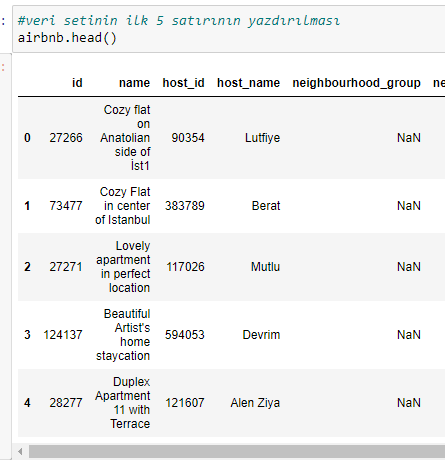 : #veri setinin ilk 5 satırının yazdırılması
airbnb.head()
:
id name host_id host_name neighbourhood_group ne
Cozy flat
on
0 27266 Anatolian 90354 Lutfiye NaN
side of
İst1
Cozy Flat
1 73477 in center 383789 Berat NaN
of Istanbul
Lovely
2 27271 apartment 117026 Mutlu NaN
in perfect
location
Beautiful
3 124137 Artist's 594053 Devrim NaN
home
staycation
Duplex
4 28277 Apartment 121607 Alen Ziya NaN
11 with
Terrace